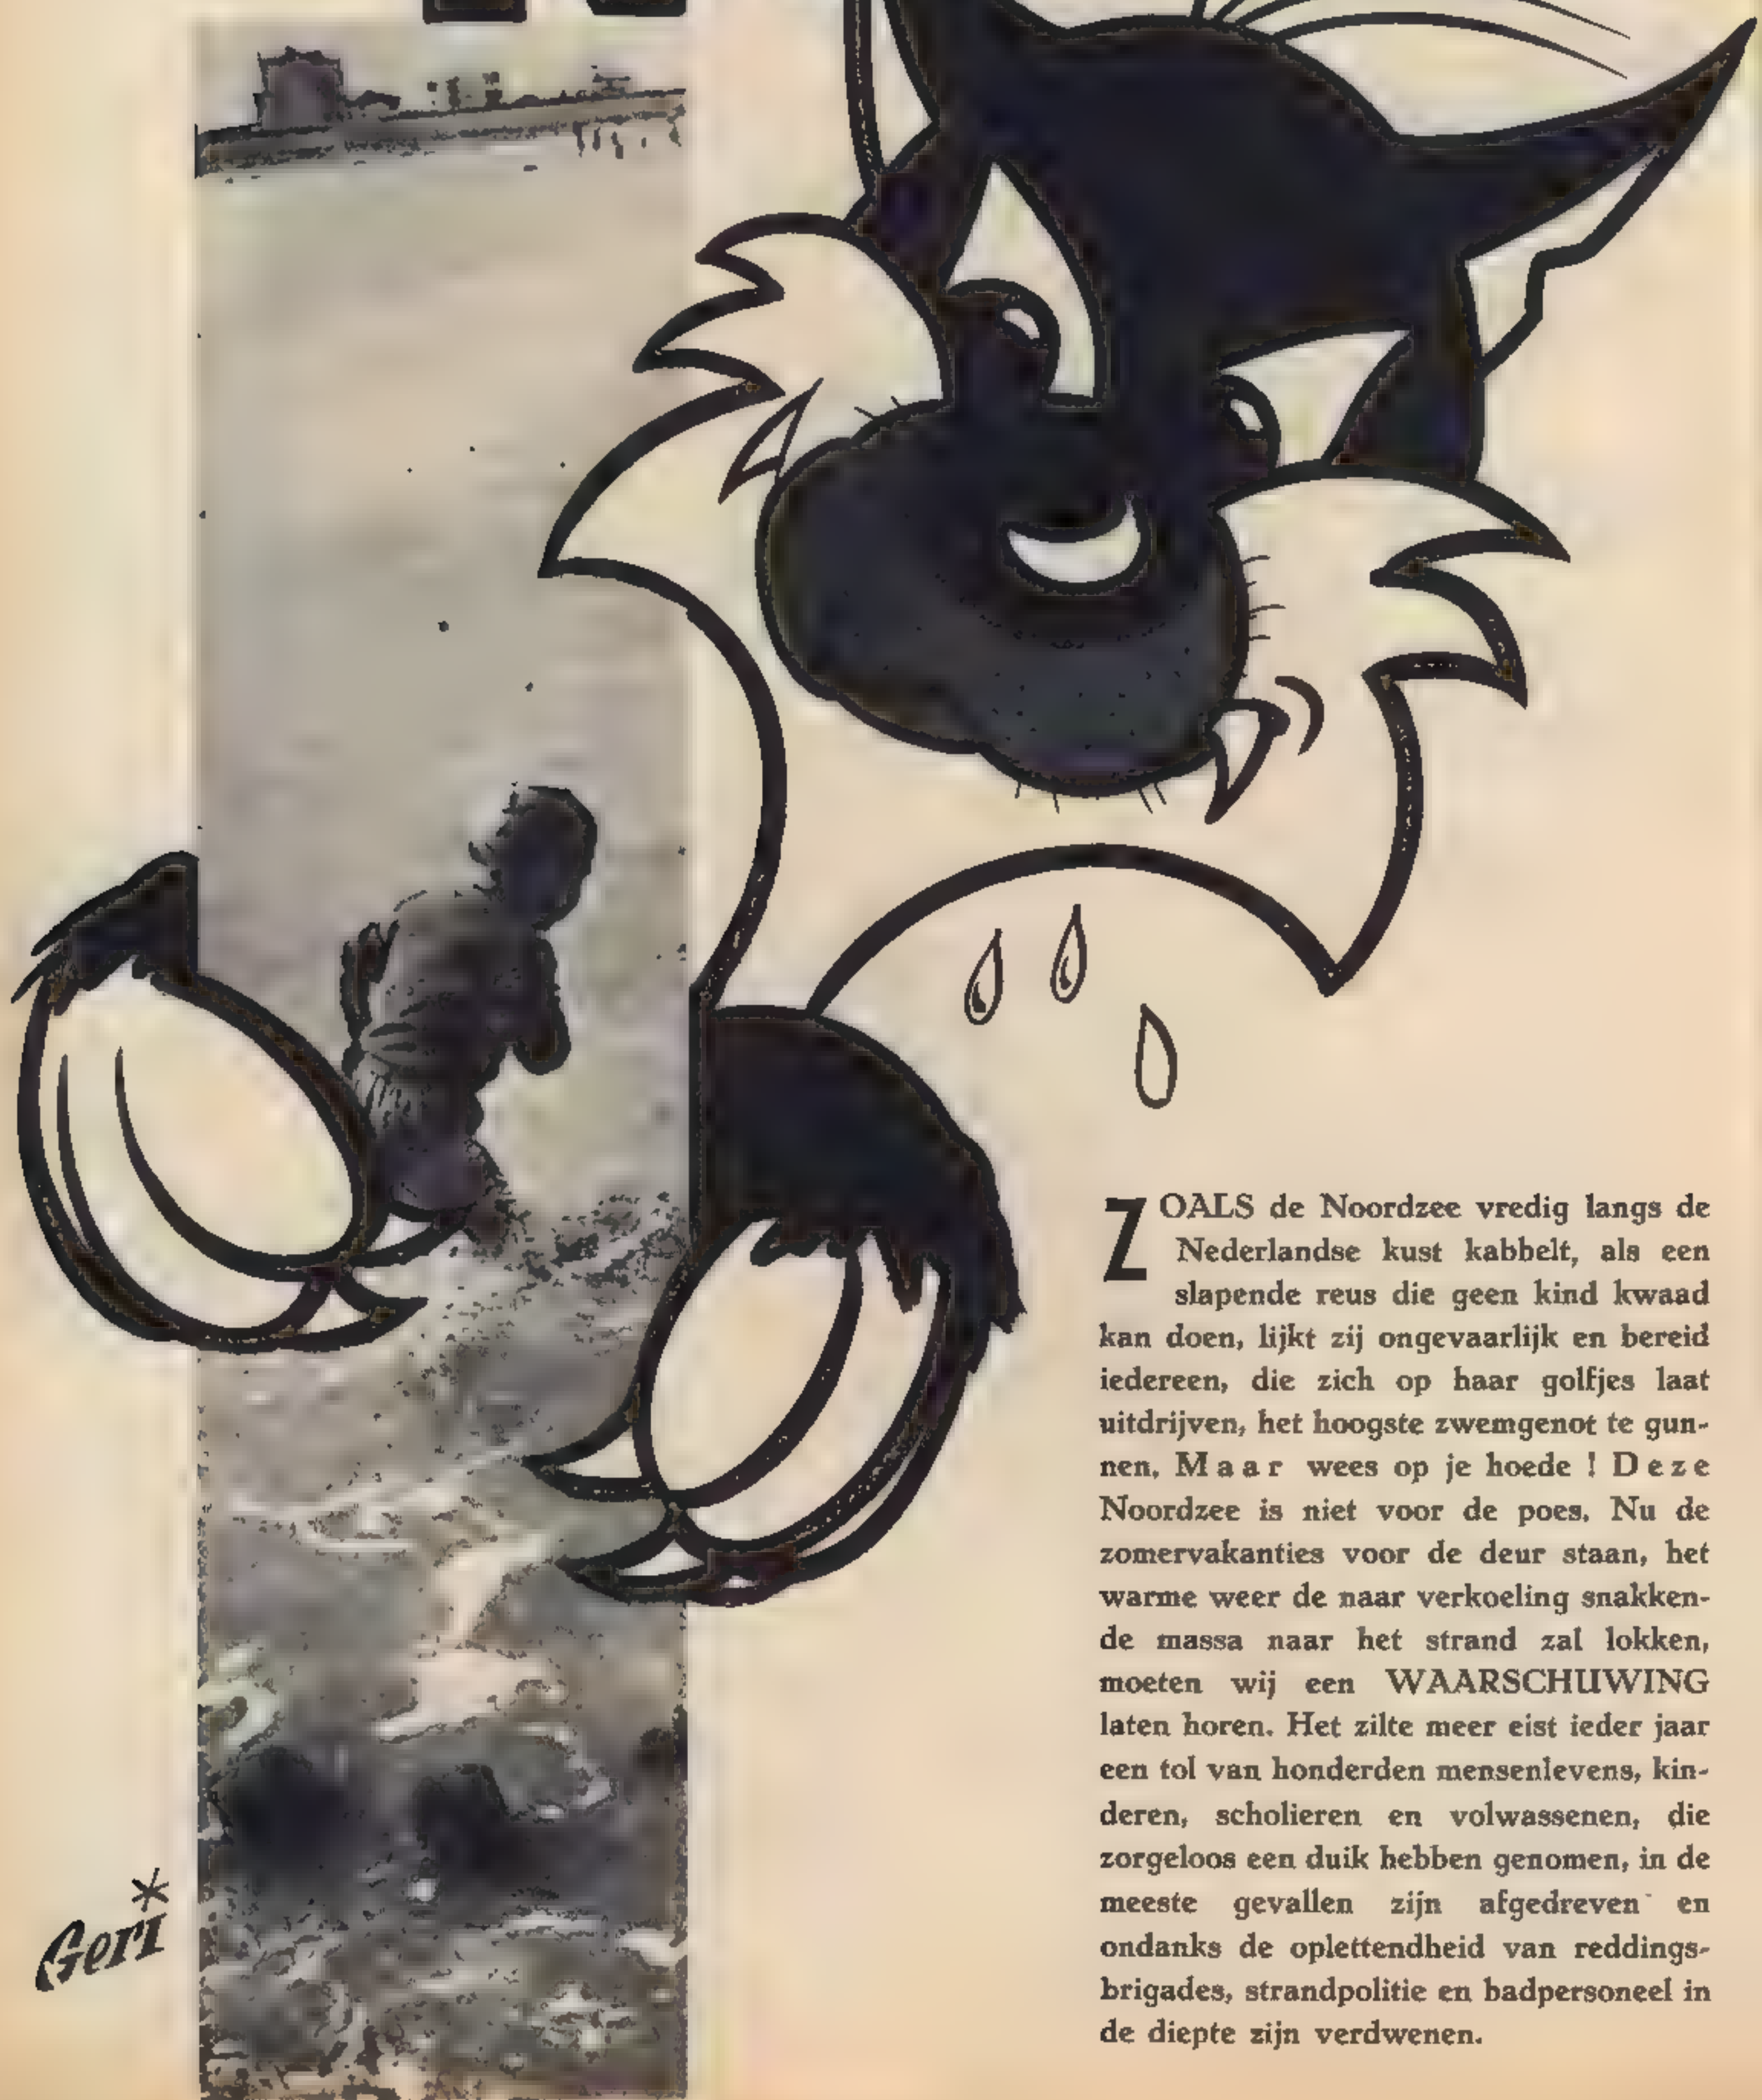 ZOALS de Noordzee vredig langs de
Nederlandse kust kabbelt, als een
slapende reus die geen kind kwaad
kan doen, lijkt zij ongevaarlijk en bereid
iedereen, die zich op haar golfjes laat
uitdrijven, het hoogste zwemgenot te gun-
nen. Maar wees op je hoede ! Deze
Noordzee is niet voor de poes. Nu de
zomervakanties voor de deur staan, het
warme weer de naar verkoeling snakken-
de massa naar het strand zal lokken,
moeten wij een WAARSCHUWING
laten horen. Het zilte meer eist ieder jaar
een tol van honderden mensenlevens, kin-
deren, scholieren en volwassenen, die
zorgeloos een duik hebben genomen, in de
meeste gevallen zijn afgedreven en
ondanks de oplettendheid van reddings-
brigades, strandpolitie en badpersoneel in
de diepte zijn verdwenen.
Geri